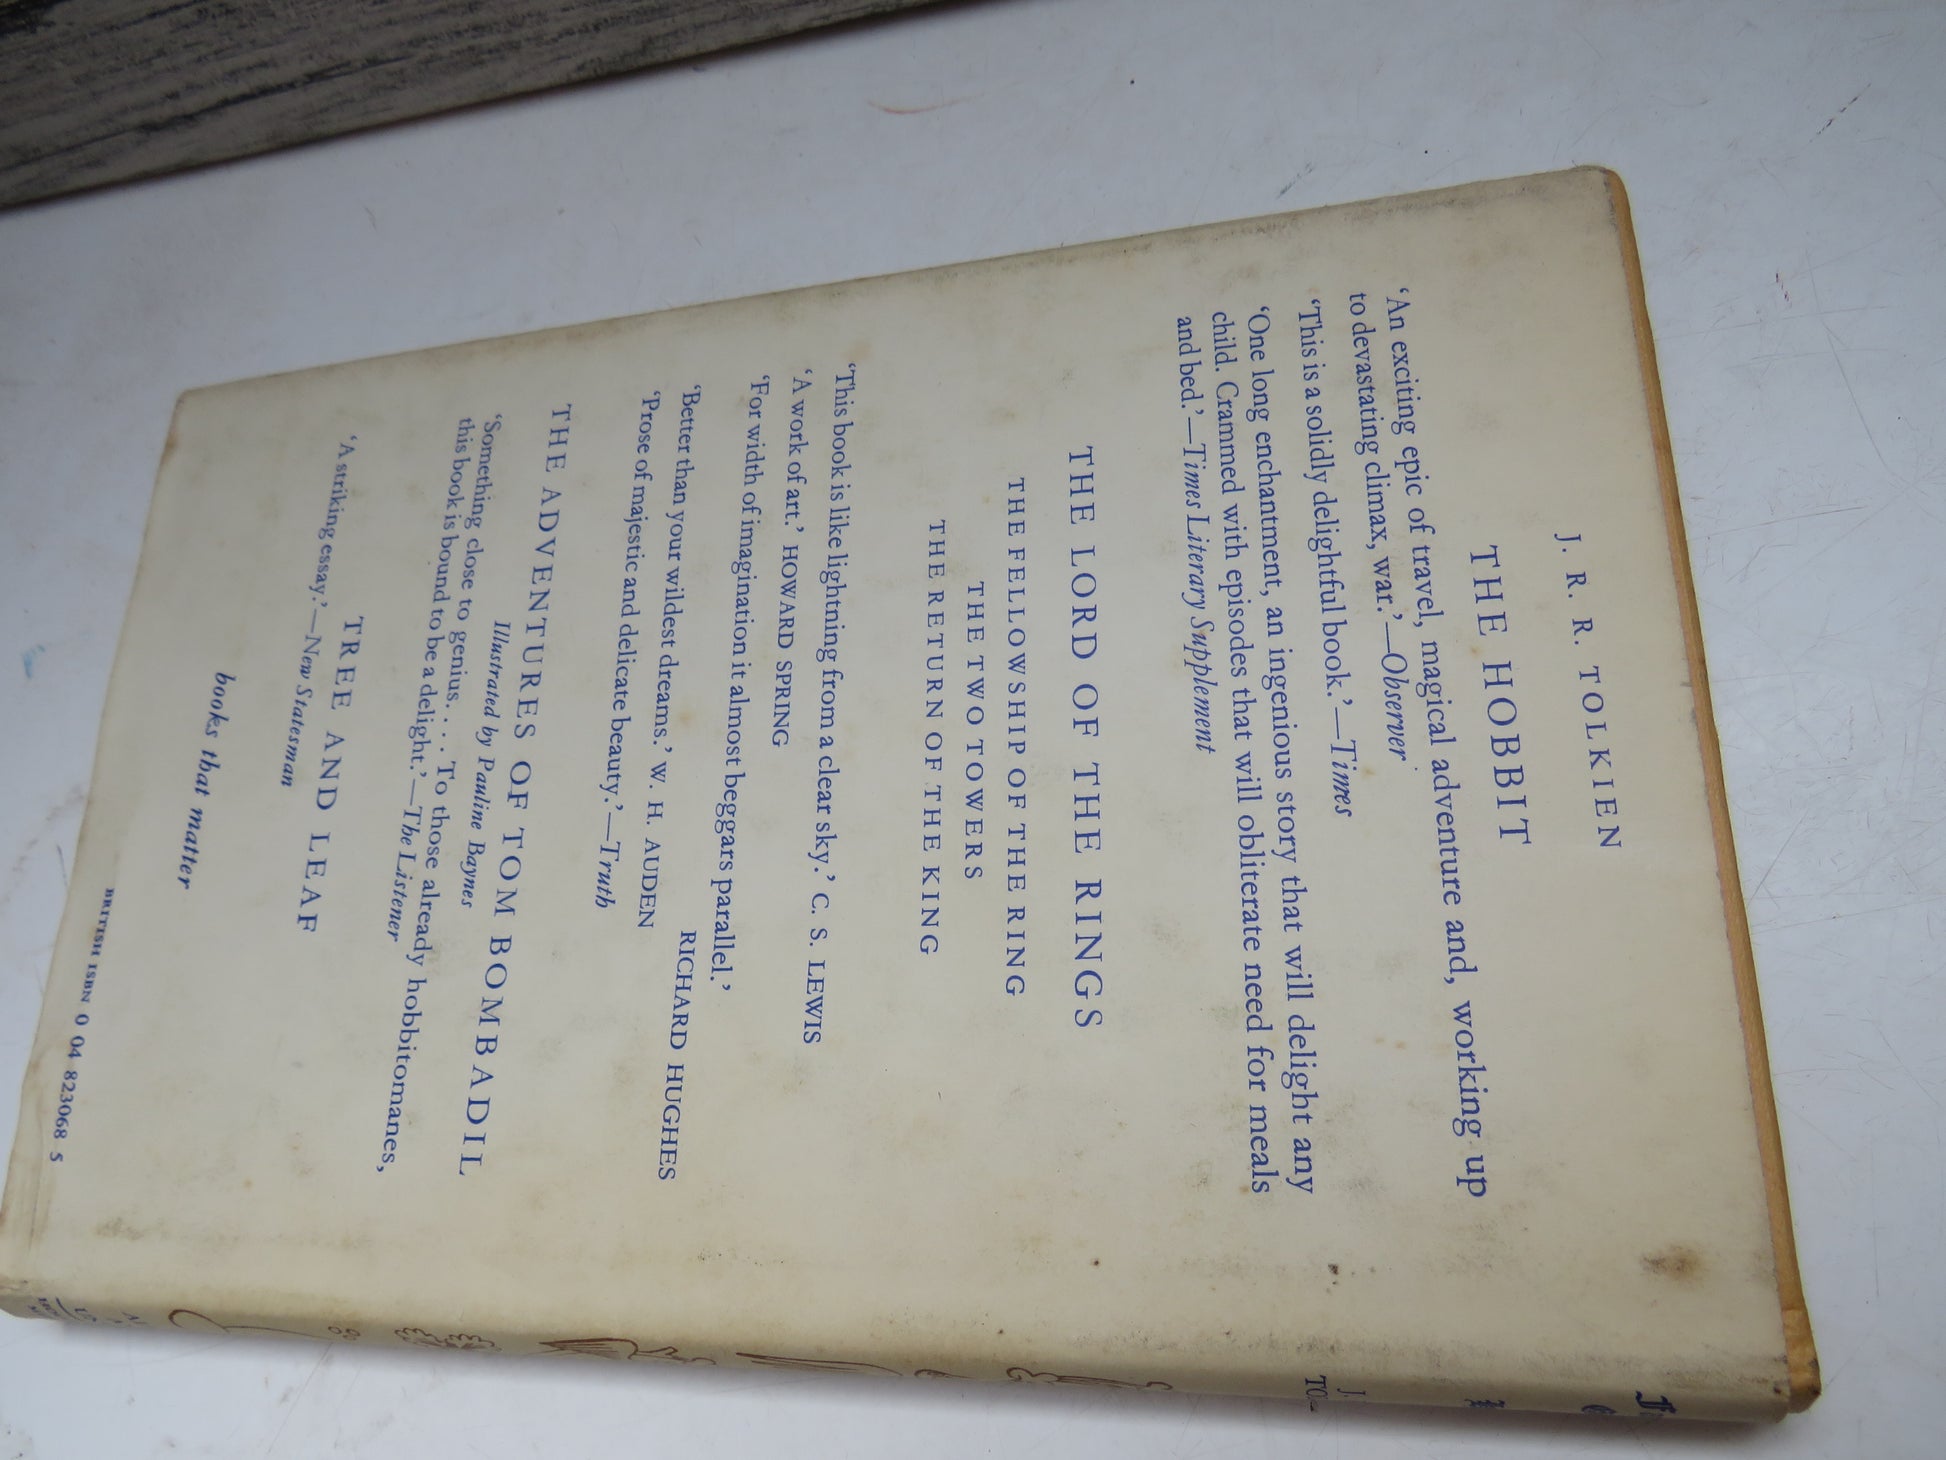 J. R. R. TOLKIEN
THE HOBBIT
‘An exciting epic of travel, magical adventure and, working up
to devastating climax, war.’—Observer
‘This is a solidly delightful book.’—Times
‘One long enchantment, an ingenious story that will delight any
child. Crammed with episodes that will obliterate need for meals
and bed.’—Times Literary Supplement
THE LORD OF THE RINGS
THE FELLOWSHIP OF THE RING
THE TWO TOWERS
THE RETURN OF THE KING
‘This book is like lightning from a clear sky.’ C. S. LEWIS
‘A work of art.’ HOWARD SPRING
‘For width of imagination it almost beggars parallel.’
RICHARD HUGHES
‘Better than your wildest dreams.’ W. H. AUDEN
‘Prose of majestic and delicate beauty.’—Truth
THE ADVENTURES OF TOM BOMBADIL
Illustrated by Pauline Baynes
‘Something close to genius. . . . To those already hobbitomanes,
this book is bound to be a delight.’—The Listener
TREE AND LEAF
‘A striking essay.’—New Statesman
books that matter
BRITISH ISBN 0 04 823068 5
J.